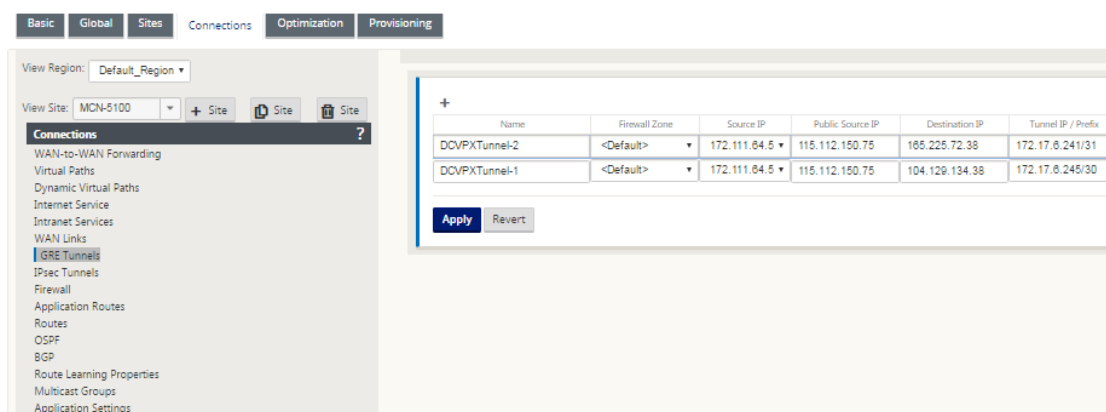 Basic Global Sites Connections Optimization Provisioning
View Region: Default_Region
View Site: MCN-5100 + Site Site Site
Connections ?
WAN-to-WAN Forwarding
Virtual Paths
Dynamic Virtual Paths
Internet Service
Intranet Services
WAN Links
GRE Tunnels
IPsec Tunnels
Firewall
Application Routes
Routes
OSPF
BGP
Route Learning Properties
Multicast Groups
Application Settings
+
Name Firewall Zone Source IP Public Source IP Destination IP Tunnel IP / Prefix
DCVPXTunnel-2 <Default> 172.111.64.5 115.112.150.75 165.225.72.38 172.17.6.241/31
DCVPXTunnel-1 <Default> 172.111.64.5 115.112.150.75 104.129.134.38 172.17.6.245/30
Apply Revert